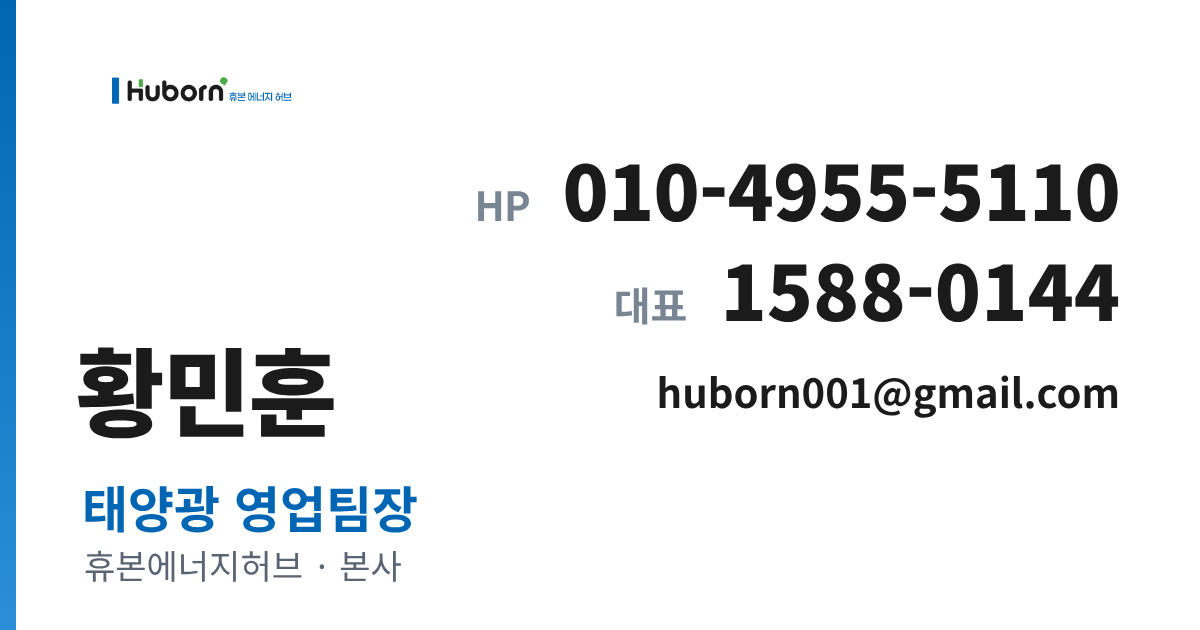 Huborn 휴본 에너지 허브
HP 010-4955-5110
대표 1588-0144
huborn001@gmail.com
황민훈
태양광 영업팀장
휴본에너지허브 · 본사